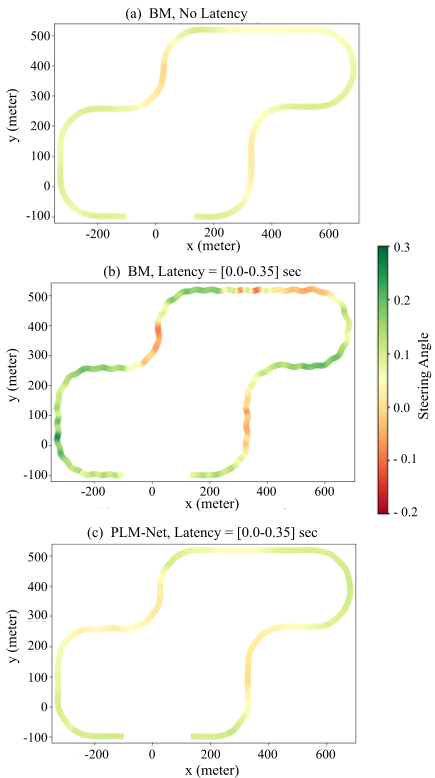 (a) BM, No Latency
500
400
300
200
100
0
-100
y (meter)
-200 0 200 400 600
x (meter)
(b) BM, Latency = [0.0-0.35] sec
500
400
300
200
100
0
-100
y (meter)
-200 0 200 400 600
x (meter)
0.3
0.2
0.1
0.0
- 0.1
- 0.2
Steering Angle
(c) PLM-Net, Latency = [0.0-0.35] sec
500
400
300
200
100
0
-100
y (meter)
-200 0 200 400 600
x (meter)